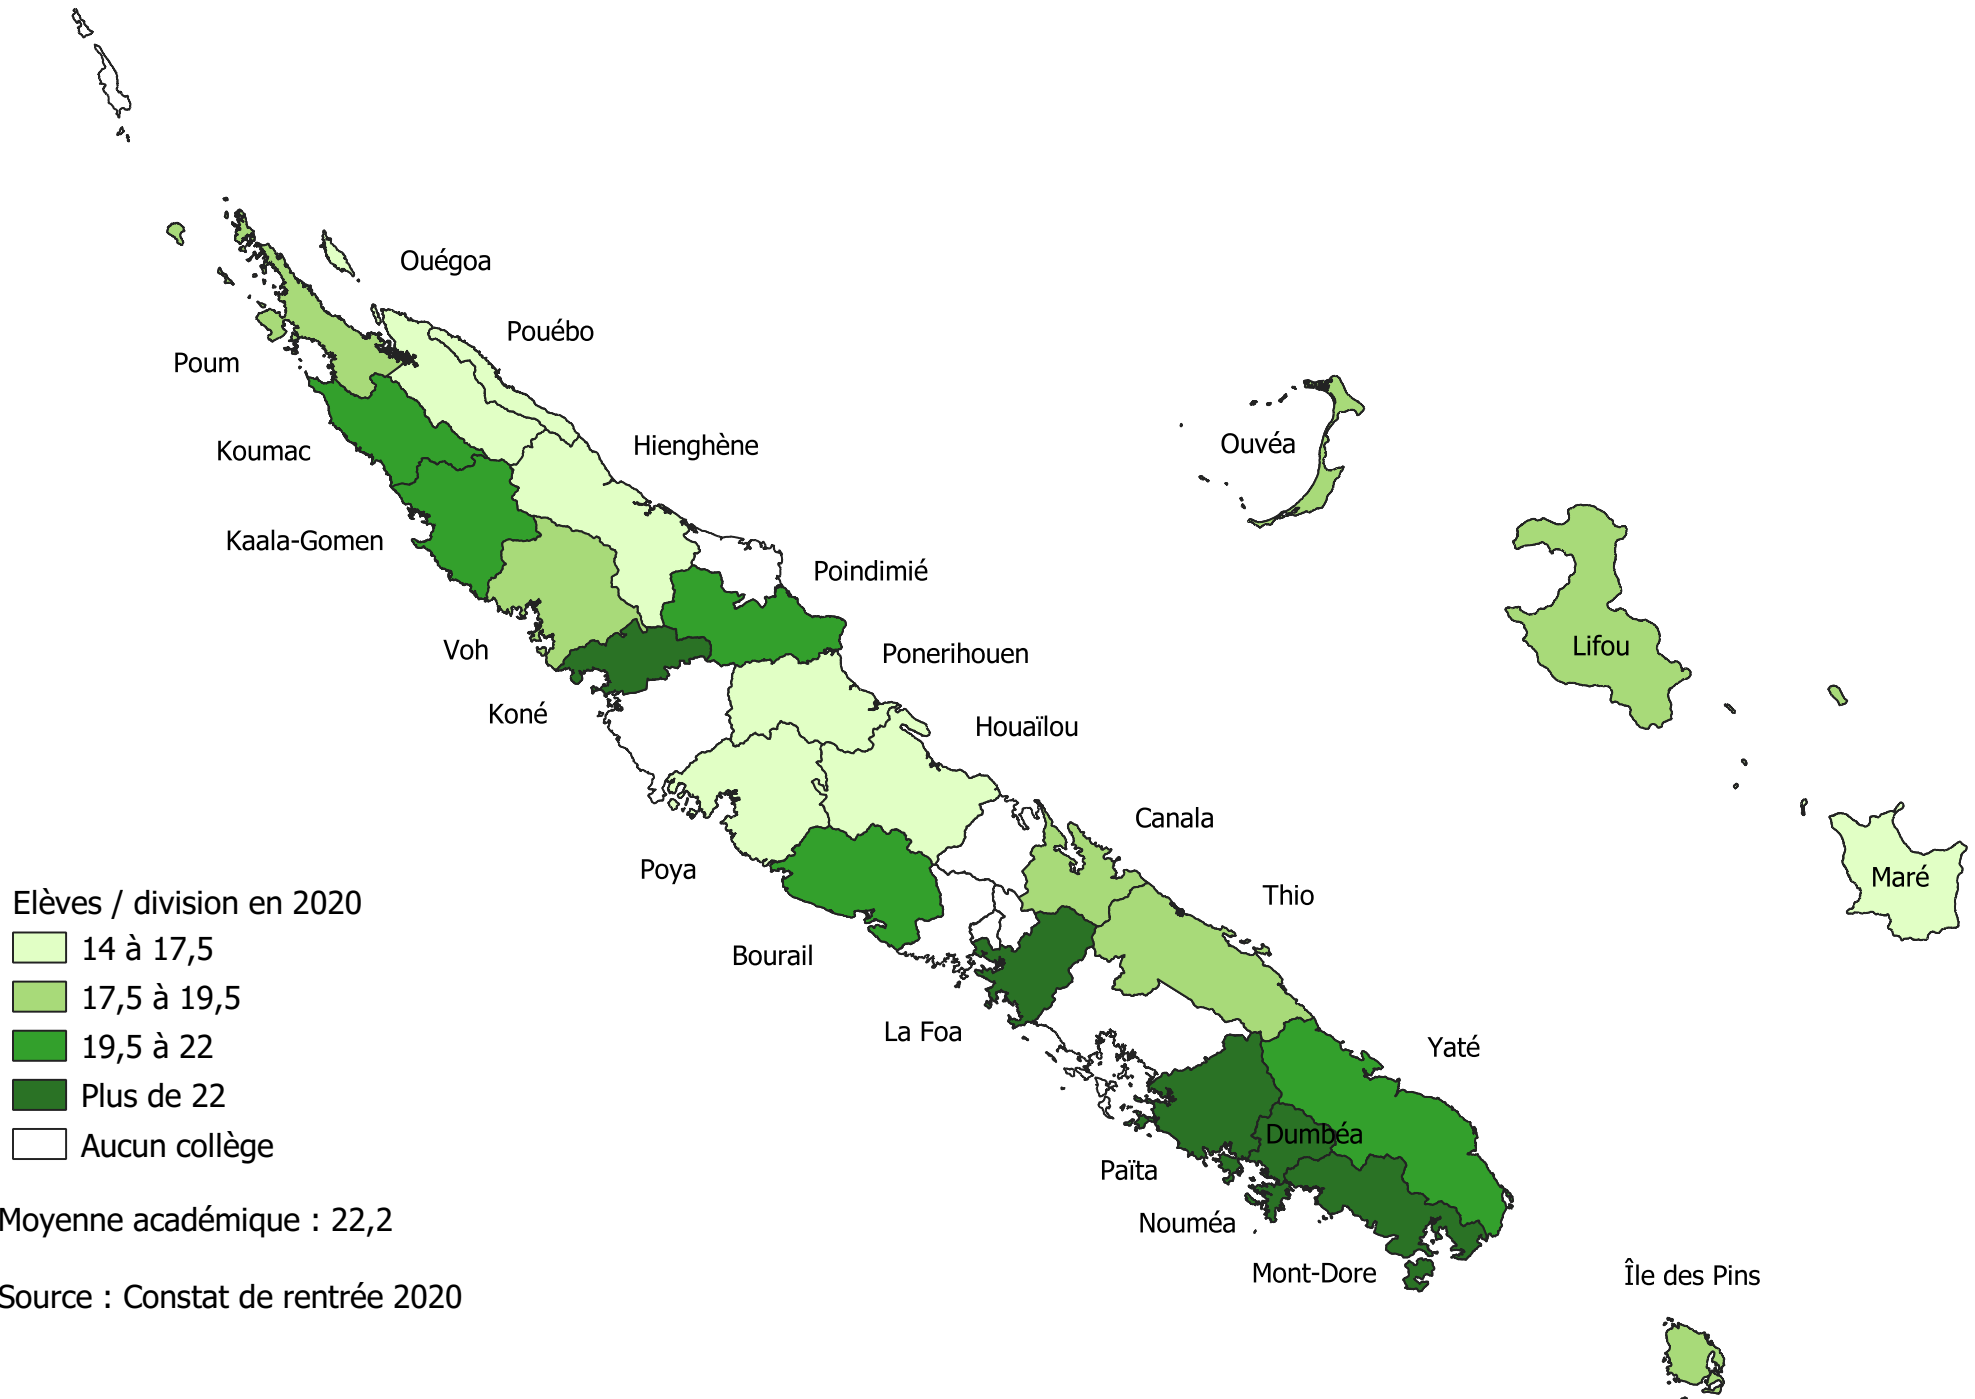 Ouégoa
Pouébo
Poum
Hienghène
Koumac
Ouvéa
Kaala-Gomen
Poindimié
Lifou
Voh
Ponerihouen
Koné
Houaïlou
Canala
Poya
Maré
Thio
Bourail
La Foa
Yaté
Dumbéa
Païta
Nouméa
Mont-Dore
Île des Pins
Elèves / division en 2020
14 à 17,5
17,5 à 19,5
19,5 à 22
Plus de 22
Aucun collège
Moyenne académique : 22,2
Source : Constat de rentrée 2020